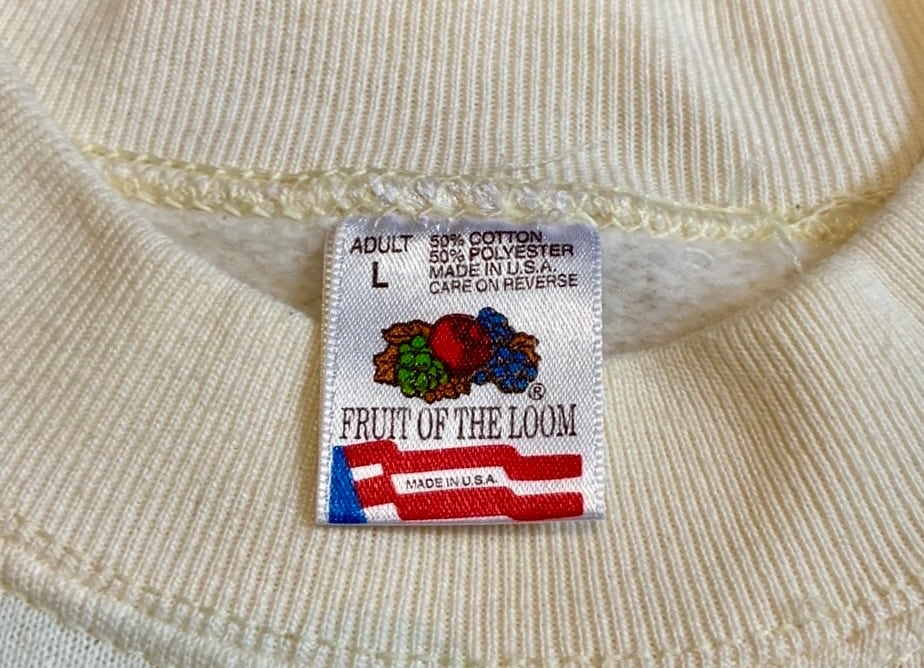 ADULT
L
50% COTTON
50% POLYESTER
MADE IN U.S.A.
CARE ON REVERSE
®
FRUIT OF THE LOOM
MADE IN U.S.A.